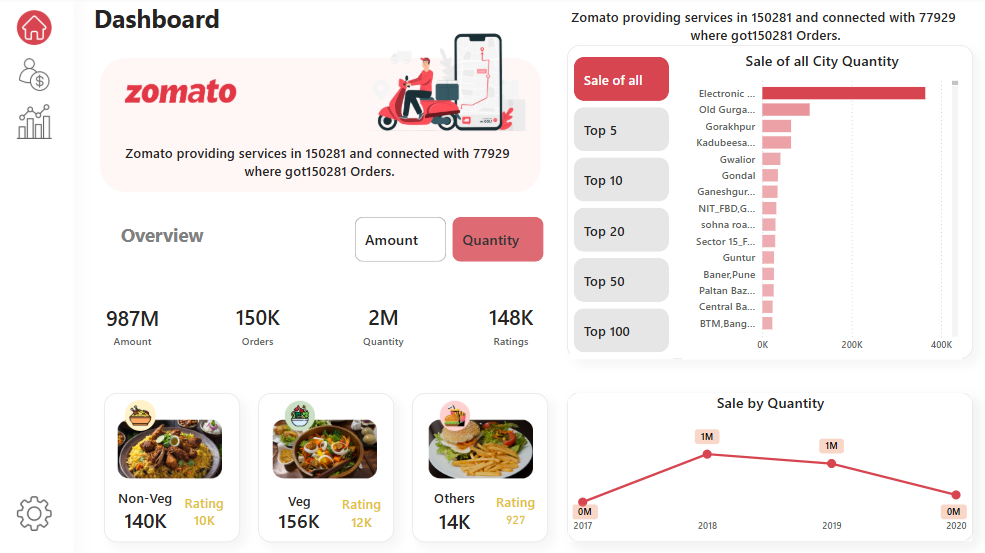 Dashboard
zomato
Zomato providing services in 150281 and connected with 77929
where got150281 Orders.
Overview
Amount
Quantity
987M
Amount
150K
Orders
2M
Quantity
148K
Ratings
Non-Veg
140K
Rating
10K
Veg
156K
Rating
12K
Others
14K
Rating
927
Zomato providing services in 150281 and connected with 77929
where got150281 Orders.
Sale of all
Top 5
Top 10
Top 20
Top 50
Top 100
Sale of all City Quantity
Electronic ...
Old Gurga...
Gorakhpur
Kadubeesa...
Gwalior
Gondal
Ganeshgur...
NIT_FBD,G...
sohna roa...
Sector 15_F...
Guntur
Baner,Pune
Paltan Baz...
Central Ba...
BTM,Bang...
0K
200K
400K
Sale by Quantity
0M
1M
1M
0M
2017
2018
2019
2020